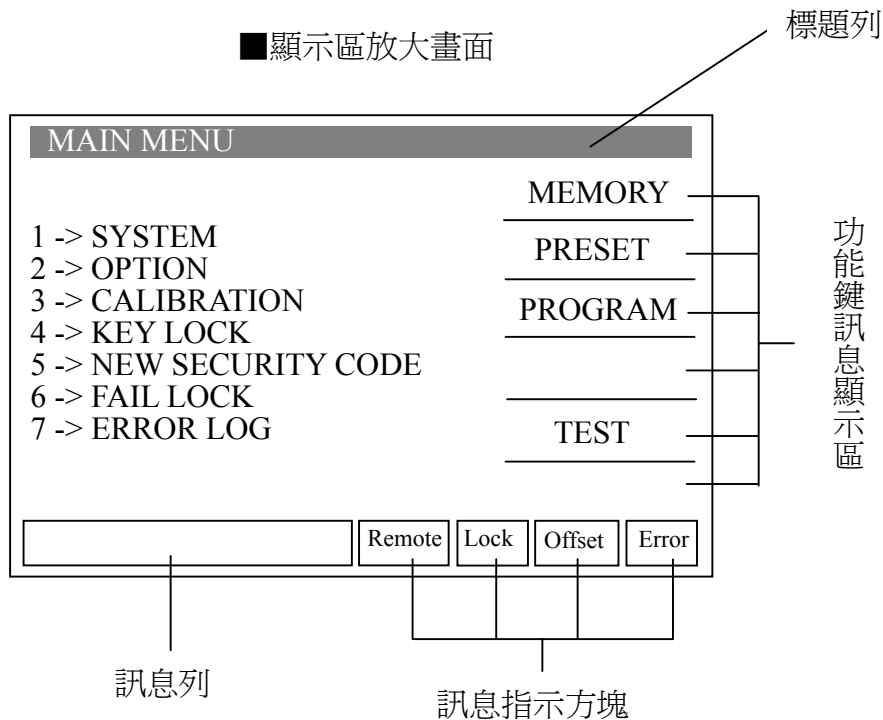 標題列
■顯示區放大畫面
MAIN MENU
MEMORY
PRESET
PROGRAM
TEST
1 -> SYSTEM
2 -> OPTION
3 -> CALIBRATION
4 -> KEY LOCK
5 -> NEW SECURITY CODE
6 -> FAIL LOCK
7 -> ERROR LOG
功能鍵訊息顯示區
Remote
Lock
Offset
Error
訊息列
訊息指示方塊